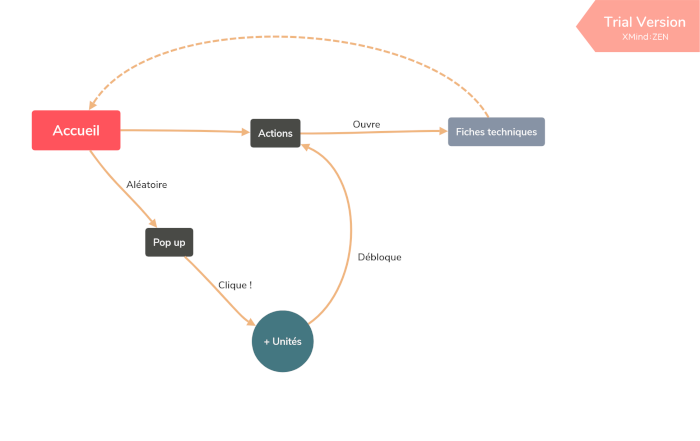 Trial Version
XMind:ZEN
Accueil
Actions
Ouvre
Fiches techniques
Aléatoire
Pop up
Débloque
Clique !
+ Unités